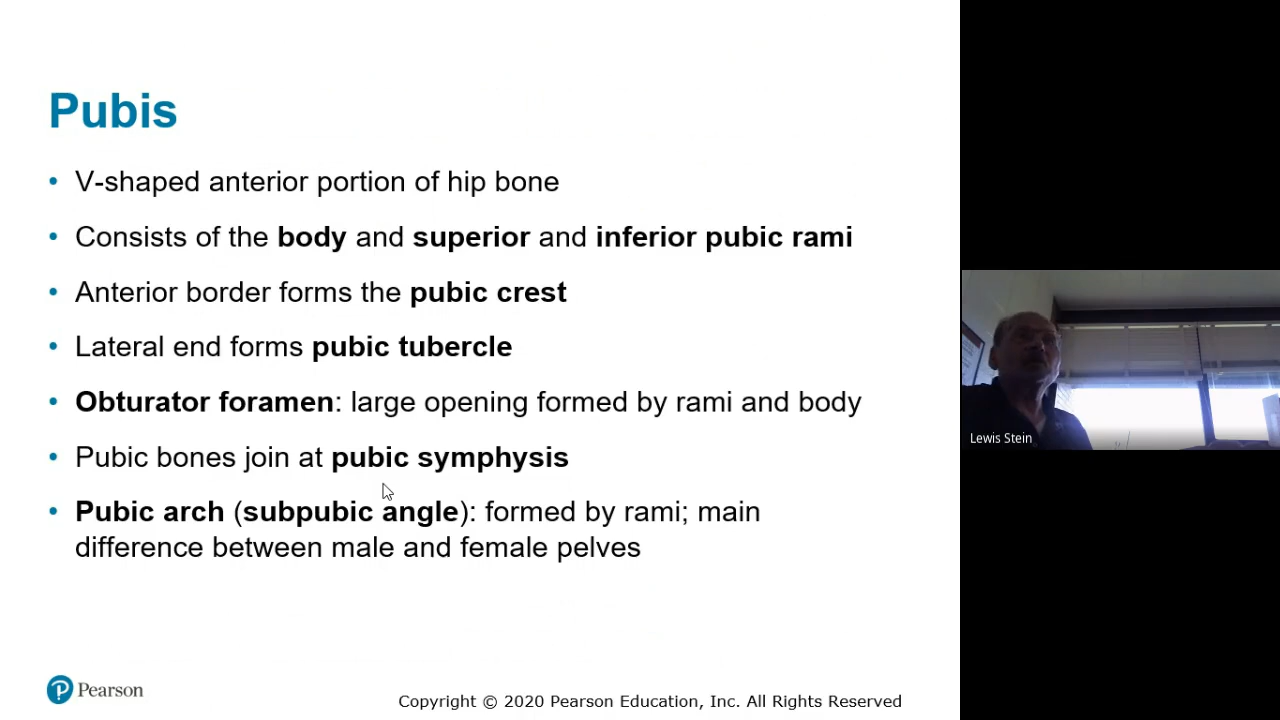 Pubis
• V-shaped anterior portion of hip bone
• Consists of the body and superior and inferior pubic rami
• Anterior border forms the pubic crest
• Lateral end forms pubic tubercle
• Obturator foramen: large opening formed by rami and body
• Pubic bones join at pubic symphysis
• Pubic arch (subpubic angle): formed by rami; main
difference between male and female pelves
Lewis Stein
Pearson
Copyright © 2020 Pearson Education, Inc. All Rights Reserved